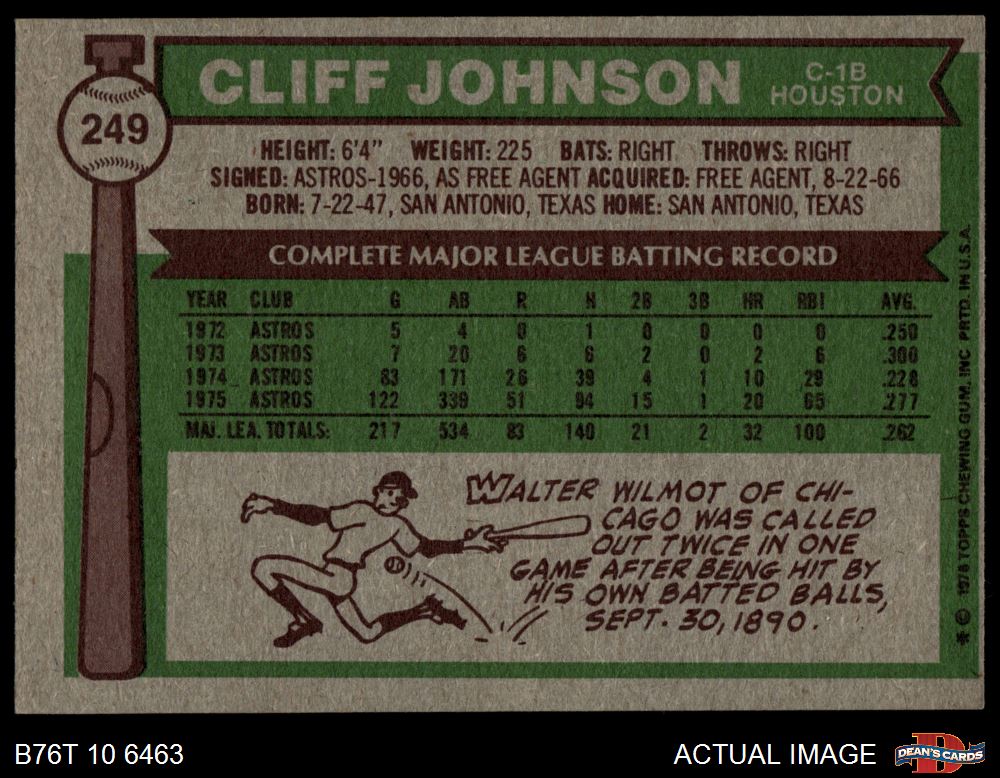 249
CLIFF JOHNSON
C-1B
HOUSTON
HEIGHT: 6'4" WEIGHT: 225 BATS: RIGHT THROWS: RIGHT
SIGNED: ASTROS-1966, AS FREE AGENT ACQUIRED: FREE AGENT, 8-22-66
BORN: 7-22-47, SAN ANTONIO, TEXAS HOME: SAN ANTONIO, TEXAS
COMPLETE MAJOR LEAGUE BATTING RECORD
YEAR CLUB G AB R H 2B 3B HR RBI AVG.
1972 ASTROS 5 4 0 1 0 0 0 0 .250
1973 ASTROS 7 20 6 6 2 0 2 6 .300
1974 ASTROS 83 171 26 39 4 1 10 29 .228
1975 ASTROS 122 339 51 94 15 1 20 65 .277
MAJ. LEA. TOTALS: 217 534 83 140 21 2 32 100 .262
WALTER WILMOT OF CHI-
CAGO WAS CALLED
OUT TWICE IN ONE
GAME AFTER BEING HIT BY
HIS OWN BATTED BALLS,
SEPT. 30, 1890.
* © 1976 TOPPS CHEWING GUM, INC PRTD. IN U.S.A.
B76T 10 6463
ACTUAL IMAGE
DEAN'S CARDS